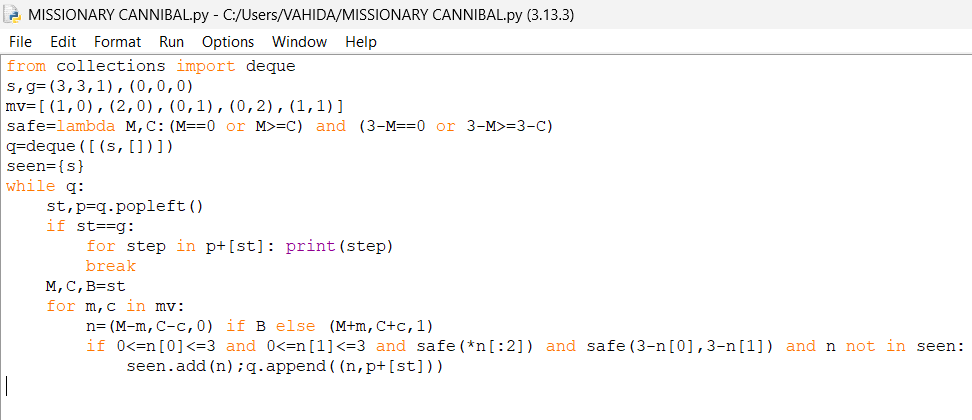 MISSIONARY CANNIBAL.py - C:/Users/VAHIDA/MISSIONARY CANNIBAL.py (3.13.3)
File Edit Format Run Options Window Help
from collections import deque
s,g=(3,3,1),(0,0,0)
mv=[(1,0),(2,0),(0,1),(0,2),(1,1)]
safe=lambda M,C:(M==0 or M>=C) and (3-M==0 or 3-M>=3-C)
q=deque([(s,[])])
seen={s}
while q:
    st,p=q.popleft()
    if st==g:
        for step in p+[st]: print(step)
        break
    M,C,B=st
    for m,c in mv:
        n=(M-m,C-c,0) if B else (M+m,C+c,1)
        if 0<=n[0]<=3 and 0<=n[1]<=3 and safe(*n[:2]) and safe(3-n[0],3-n[1]) and n not in seen:
            seen.add(n);q.append((n,p+[st]))